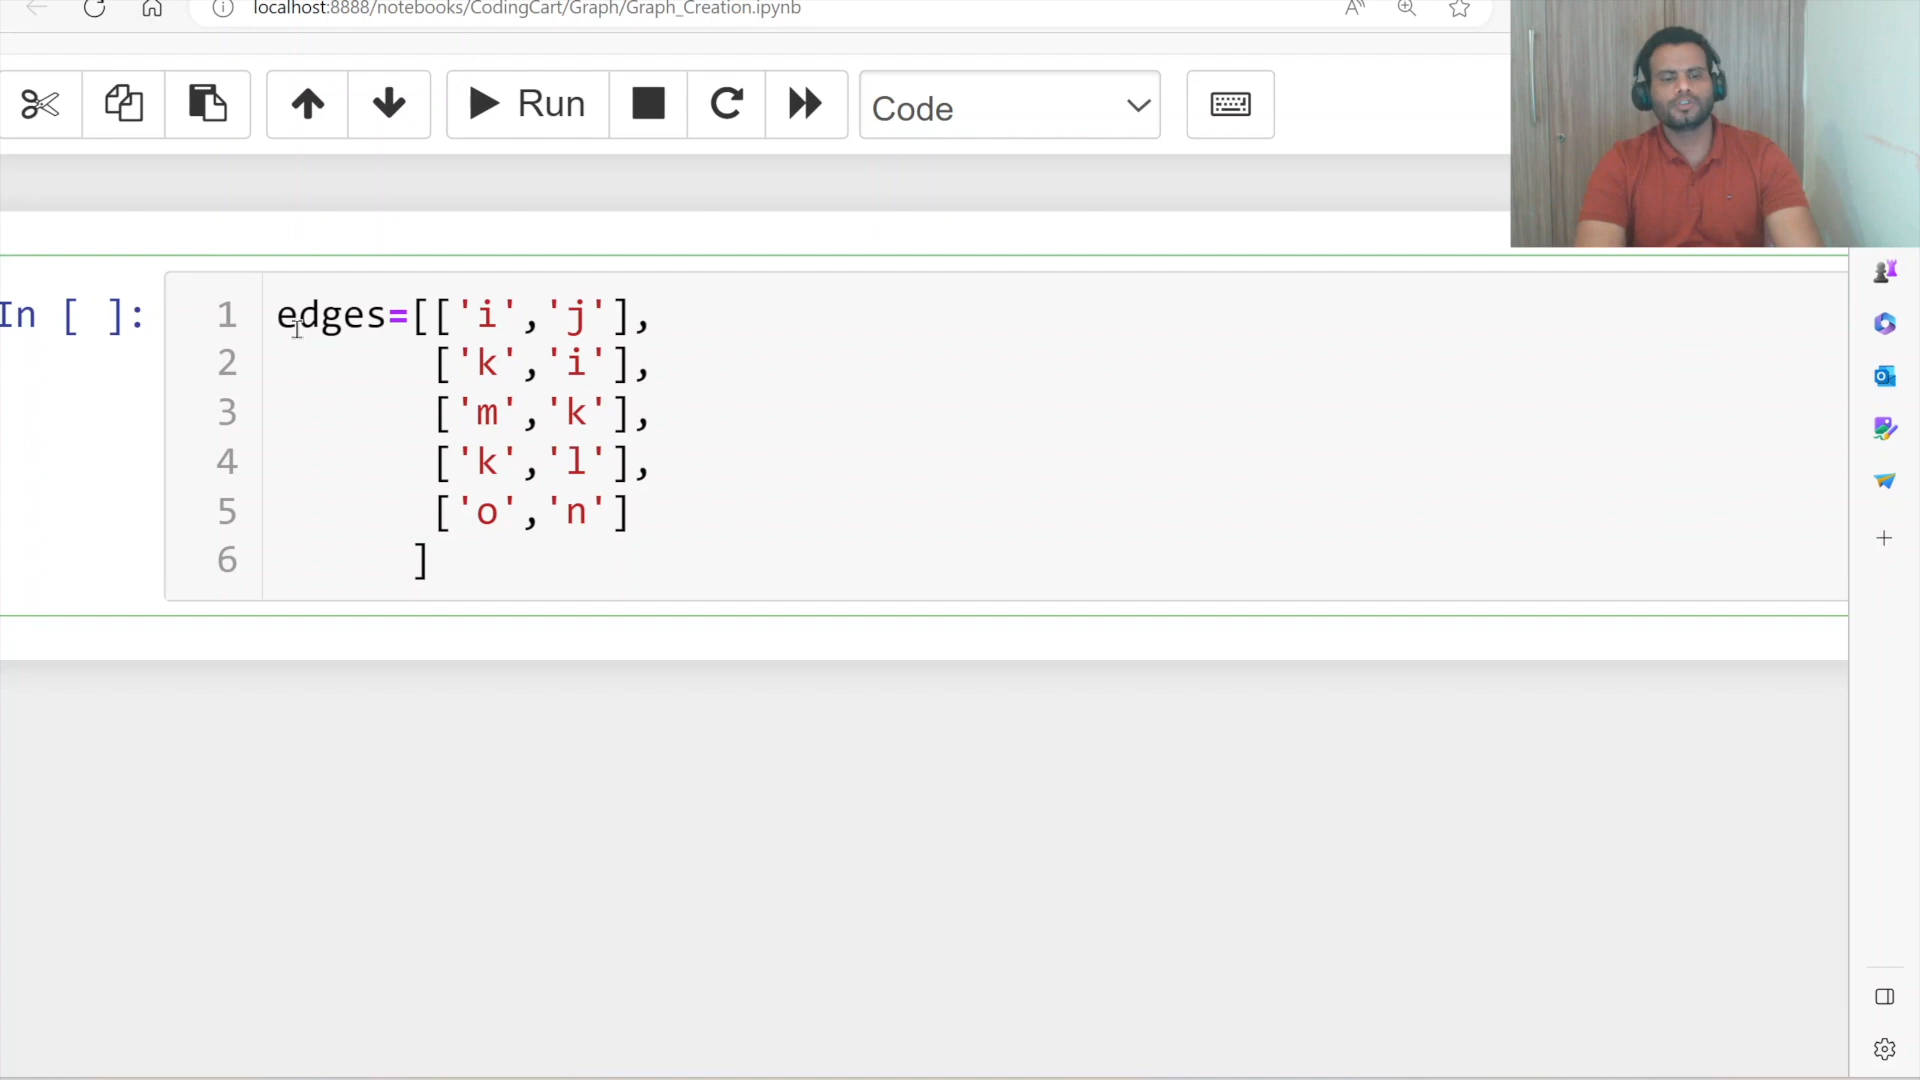 localhost:8888/notebooks/CodingCart/Graph/Graph_Creation.ipynb
Run
Code
In [ ]:
1 edges=[['i','j'],
2 ['k','i'],
3 ['m','k'],
4 ['k','l'],
5 ['o','n']
6 ]